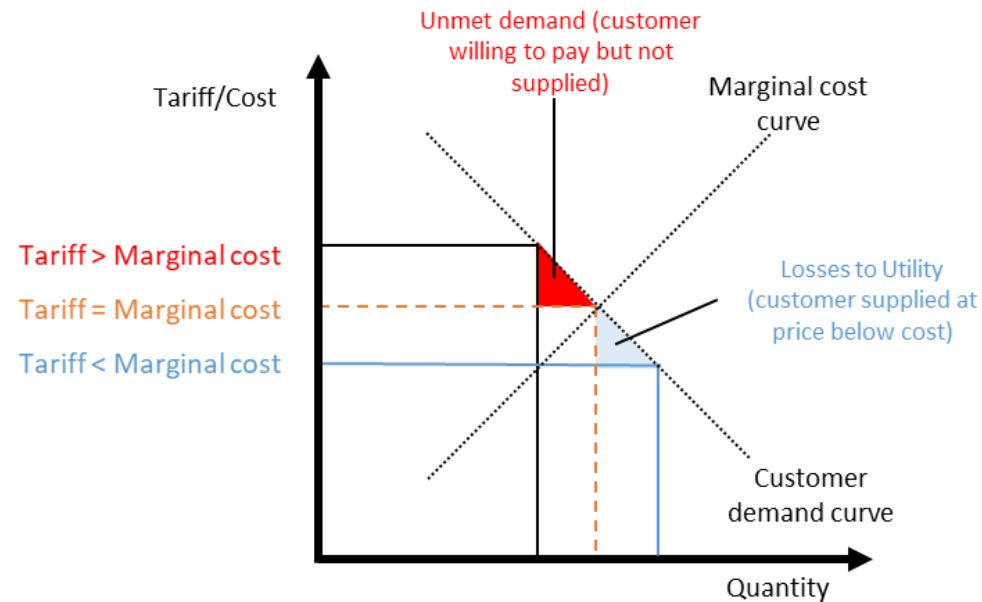 Unmet demand (customer
willing to pay but not
supplied)
Tariff/Cost
Marginal cost
curve
Tariff > Marginal cost
Tariff = Marginal cost
Tariff < Marginal cost
Losses to Utility
(customer supplied at
price below cost)
Customer
demand curve
Quantity